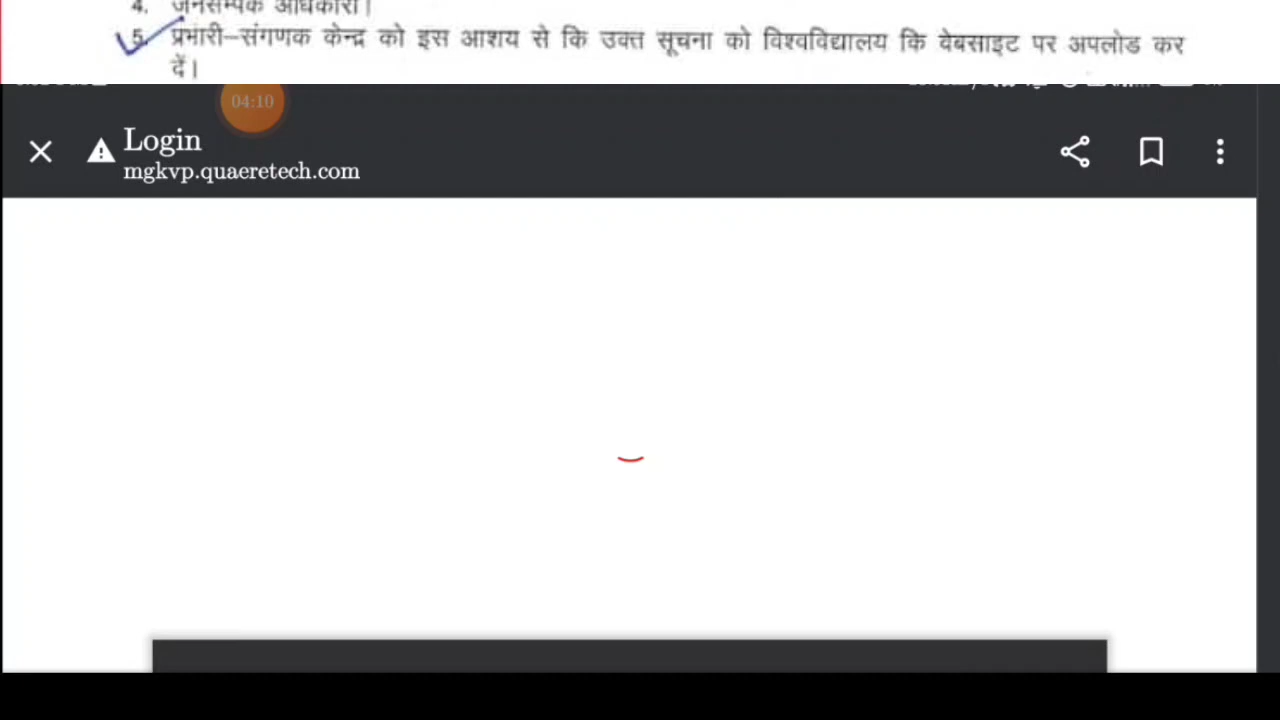 4. जनसम्पर्क अधिकारी।
5. प्रभारी–संगणक केन्द्र को इस आशय से कि उक्त सूचना को विश्वविद्यालय कि वेबसाइट पर अपलोड कर
दें।
04:10
Login
mgkvp.quaeretech.com